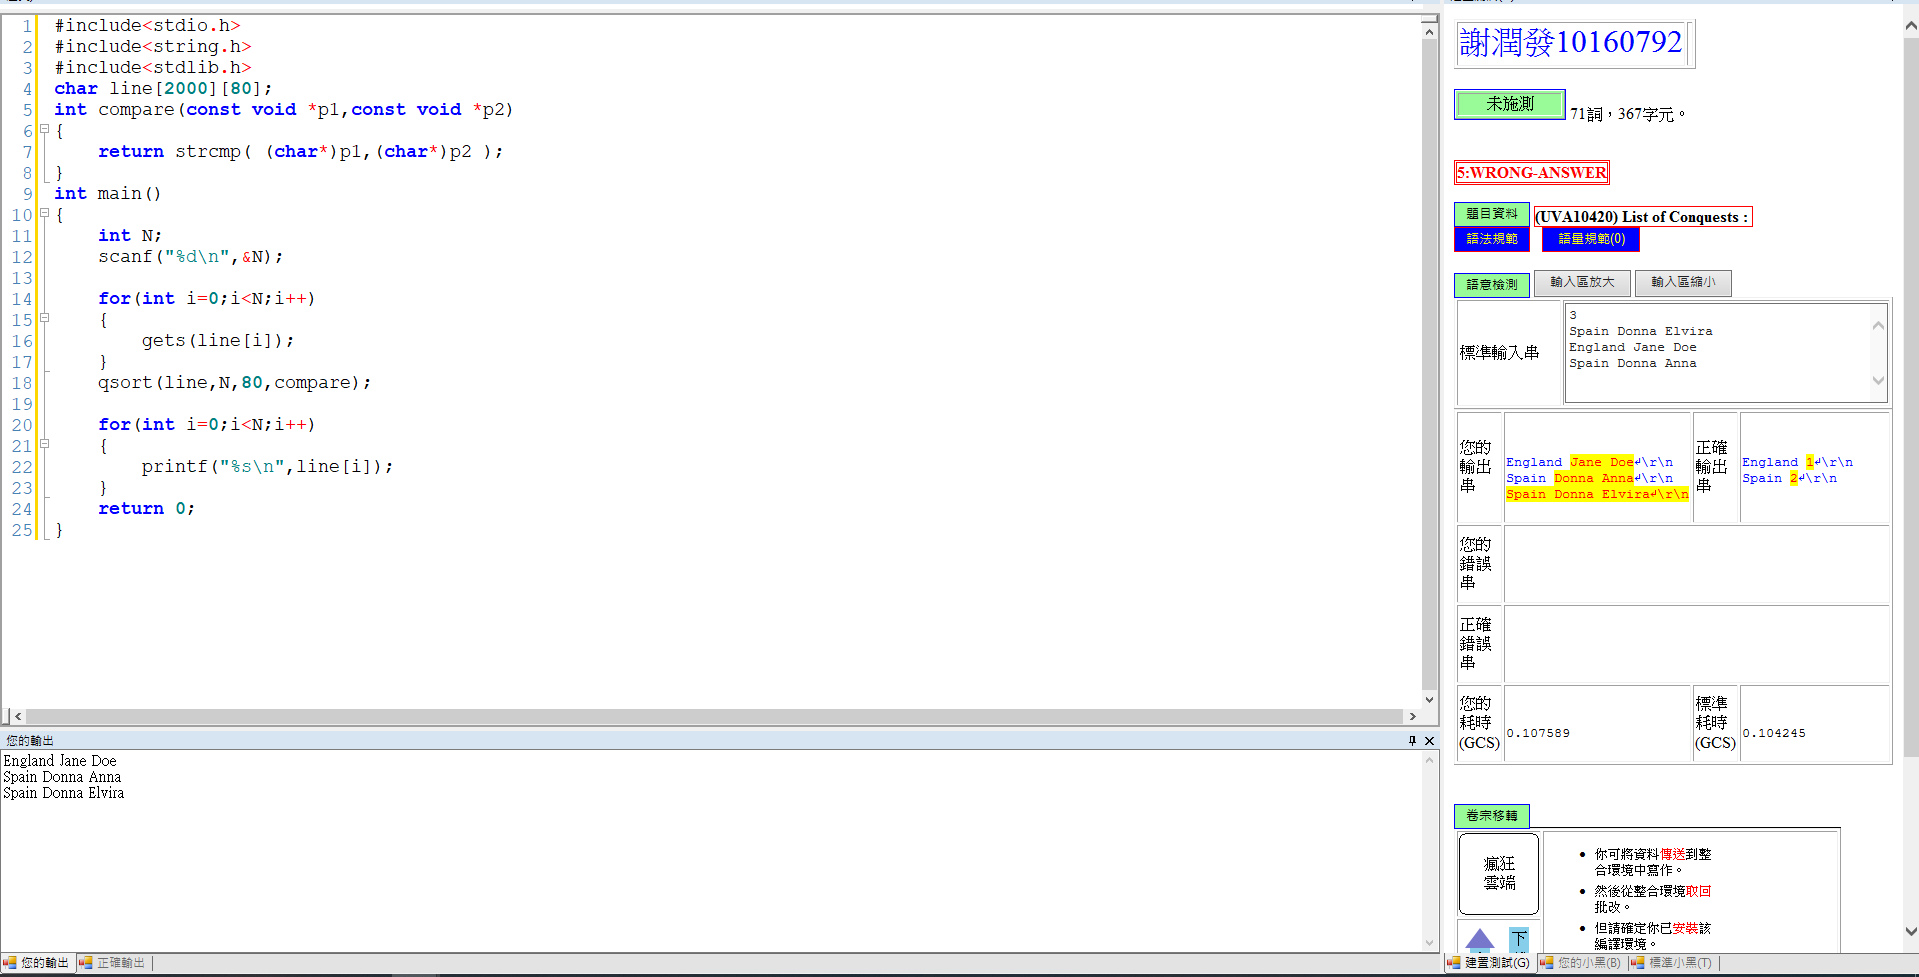 1 #include<stdio.h>
2 #include<string.h>
3 #include<stdlib.h>
4 char line[2000][80];
5 int compare(const void *p1,const void *p2)
6 {
7     return strcmp( (char*)p1,(char*)p2 );
8 }
9 int main()
10 {
11     int N;
12     scanf("%d\n",&N);
13
14     for(int i=0;i<N;i++)
15     {
16         gets(line[i]);
17     }
18     qsort(line,N,80,compare);
19
20     for(int i=0;i<N;i++)
21     {
22         printf("%s\n",line[i]);
23     }
24     return 0;
25 }
您的輸出
England Jane Doe
Spain Donna Anna
Spain Donna Elvira
您的輸出 正確輸出
謝潤發10160792
未施測 71詞，367字元。
5:WRONG-ANSWER
題目資料 (UVA10420) List of Conquests :
語法規範 語量規範(0)
語意檢測 輸入區放大 輸入區縮小
標準輸入串
3
Spain Donna Elvira
England Jane Doe
Spain Donna Anna
您的
輸出
串
England Jane Doe↲\r\n
Spain Donna Anna↲\r\n
Spain Donna Elvira↲\r\n
正確
輸出
串
England 1↲\r\n
Spain 2↲\r\n
您的
錯誤
串
正確
錯誤
串
您的
耗時
(GCS)
0.107589
標準
耗時
(GCS)
0.104245
卷宗移轉
瘋狂
雲端
下
• 你可將資料傳送到整
合環境中寫作。
• 然後從整合環境取回
批改。
• 但請確定你已安裝該
編譯環境。
建置測試(G) 您的小黑(B) 標準小黑(T)